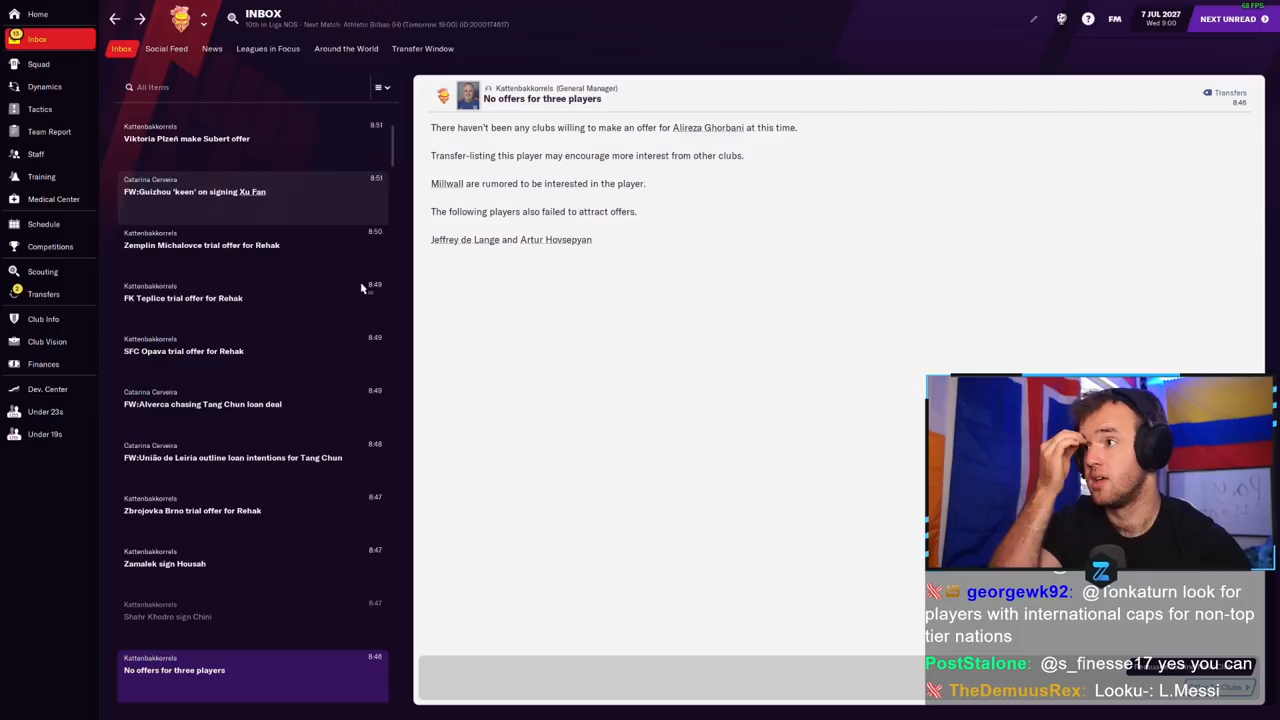 68 FPS
Home
INBOX
10th in Liga NOS - Next Match: Athletic Bilbao (H) (Tomorrow 19:00) (ID:2000174617)
FM
7 JUL 2027
Wed 9:00
NEXT UNREAD
13
Inbox
Squad
Dynamics
Tactics
Team Report
Staff
Training
Medical Center
Schedule
Competitions
Scouting
2
Transfers
Club Info
Club Vision
Finances
Dev. Center
Under 23s
Under 19s
Inbox Social Feed News Leagues in Focus Around the World Transfer Window
All Items
Kattenbakkorrels 8:51
Viktoria Plzeň make Subert offer
Catarina Cerveira 8:51
FW:Guizhou 'keen' on signing Xu Fan
Kattenbakkorrels 8:50
Zemplín Michalovce trial offer for Rehak
Kattenbakkorrels 8:49
FK Teplice trial offer for Rehak
Kattenbakkorrels 8:49
SFC Opava trial offer for Rehak
Catarina Cerveira 8:49
FW:Alverca chasing Tang Chun loan deal
Catarina Cerveira 8:48
FW:União de Leiria outline loan intentions for Tang Chun
Kattenbakkorrels 8:47
Zbrojovka Brno trial offer for Rehak
Kattenbakkorrels 8:47
Zamalek sign Housah
Kattenbakkorrels 8:47
Shahr Khodro sign Chini
Kattenbakkorrels 8:46
No offers for three players
Kattenbakkorrels (General Manager)
No offers for three players
Transfers
8:46
There haven't been any clubs willing to make an offer for Alireza Ghorbani at this time.
Transfer-listing this player may encourage more interest from other clubs.
Millwall are rumored to be interested in the player.
The following players also failed to attract offers.
Jeffrey de Lange and Artur Hovsepyan
georgewk92: @Tonkaturn look for
players with international caps for non-top
tier nations
PostStalone: @s_finesse17 yes you can
TheDemuusRex: Looku-: L.Messi